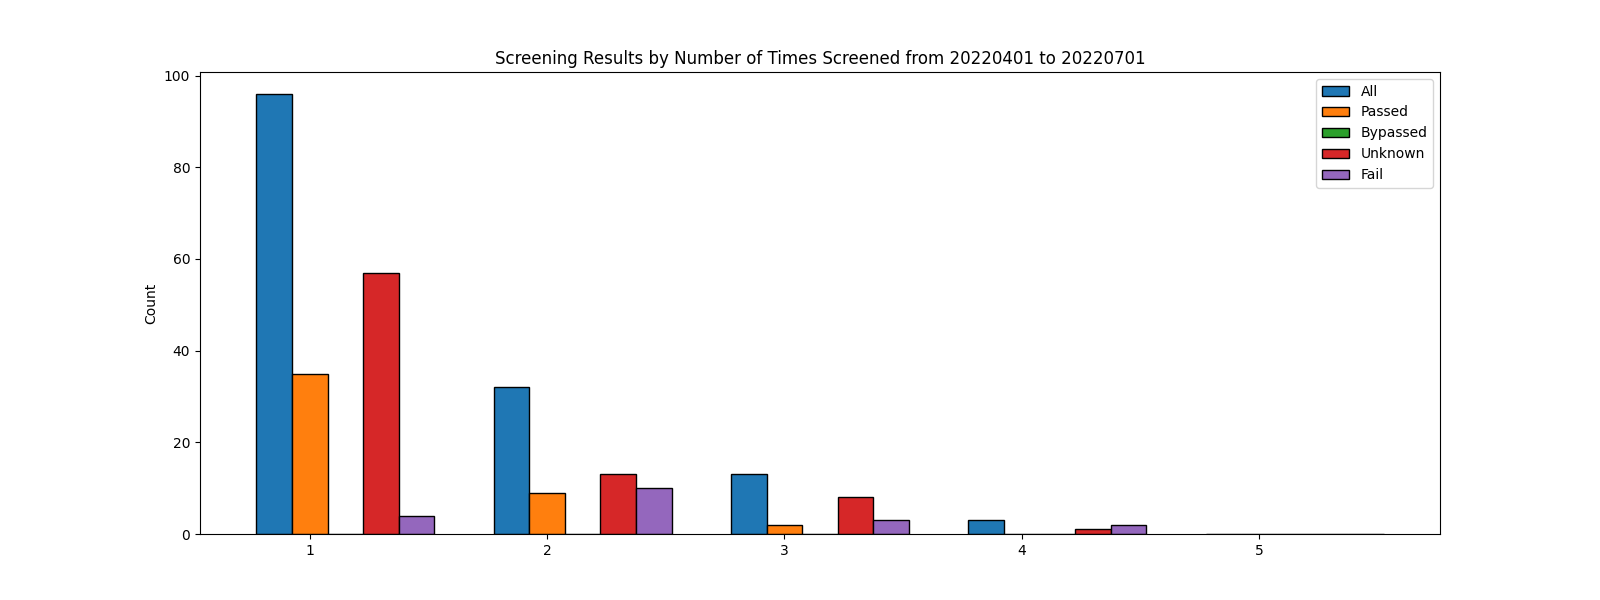 Screening Results by Number of Times Screened from 20220401 to 20220701
100
80
60
40
20
0
Count
All
Passed
Bypassed
Unknown
Fail
1 2 3 4 5